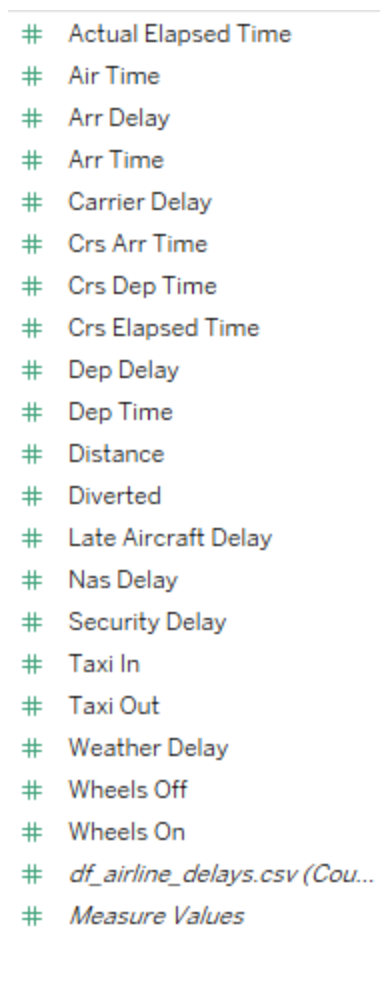 # Actual Elapsed Time
# Air Time
# Arr Delay
# Arr Time
# Carrier Delay
# Crs Arr Time
# Crs Dep Time
# Crs Elapsed Time
# Dep Delay
# Dep Time
# Distance
# Diverted
# Late Aircraft Delay
# Nas Delay
# Security Delay
# Taxi In
# Taxi Out
# Weather Delay
# Wheels Off
# Wheels On
# df_airline_delays.csv (Cou...
# Measure Values